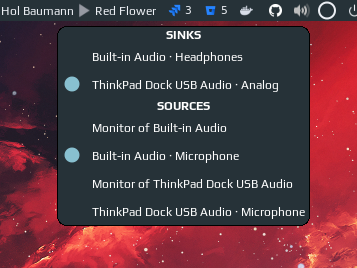 Hol Baumann ▶ Red Flower 3 5
SINKS
Built-in Audio · Headphones
ThinkPad Dock USB Audio · Analog
SOURCES
Monitor of Built-in Audio
Built-in Audio · Microphone
Monitor of ThinkPad Dock USB Audio
ThinkPad Dock USB Audio · Microphone